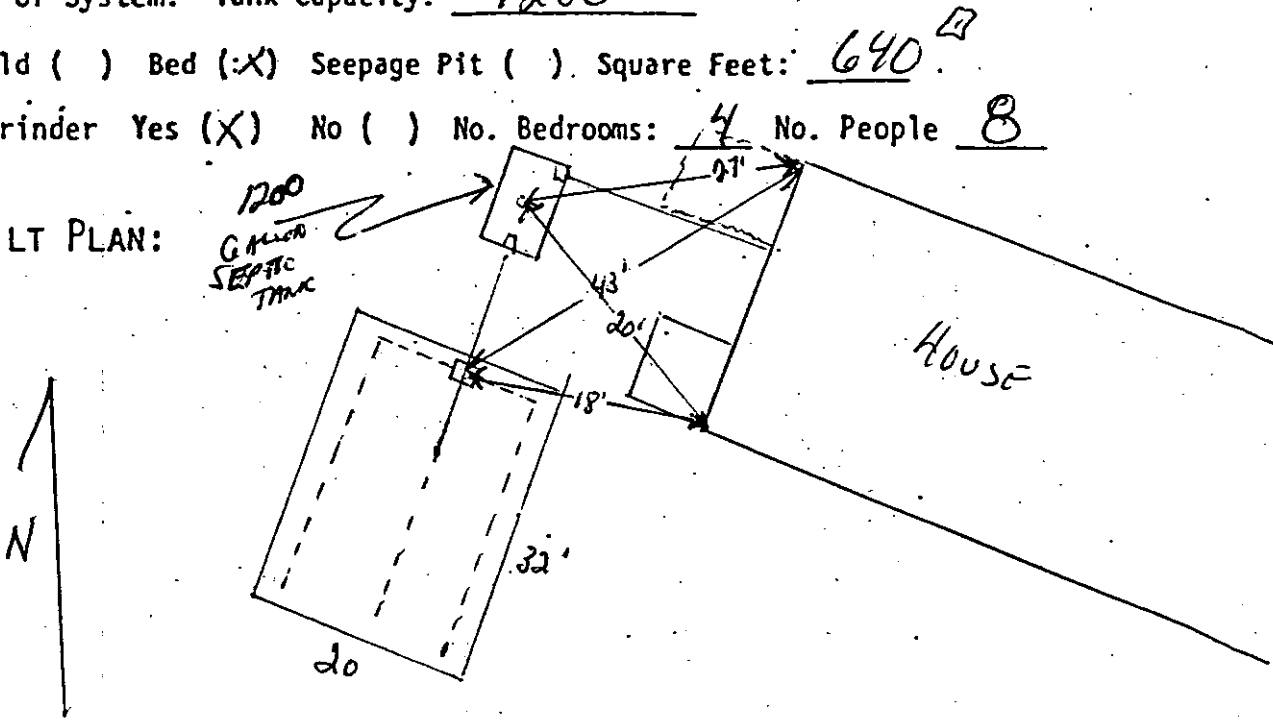 of System: Tank Capacity: 1200
ld ( ) Bed (:X) Seepage Pit ( ). Square Feet: 640
rinder Yes (X) No ( ) No. Bedrooms: 4 No. People 8
LT PLAN:
1200
GALLON
SEPTIC
TANK
27'
43'
20'
18'
HOUSE
N
32'
20